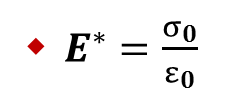 ◆ E* = σ0 / ε0